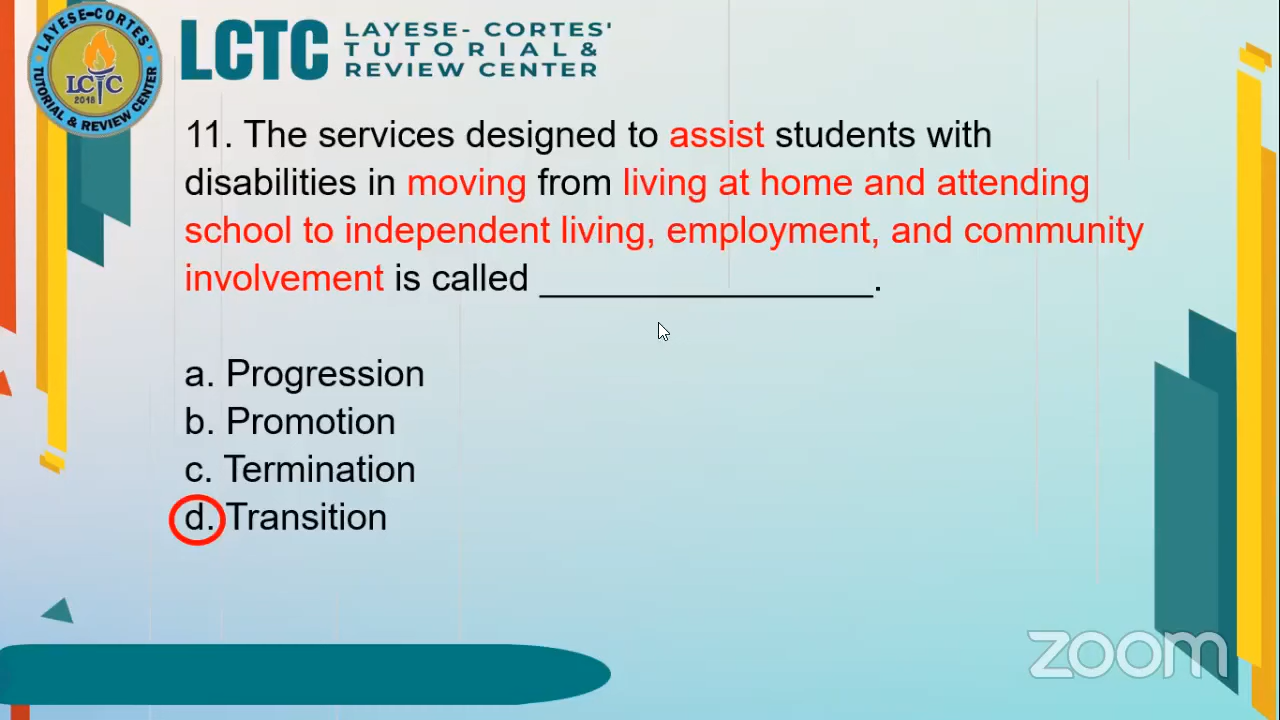 LAYESE-CORTES'
LCTC
2018
TUTORIAL & REVIEW CENTER
LCTC
LAYESE- CORTES'
TUTORIAL &
REVIEW CENTER
11. The services designed to assist students with
disabilities in moving from living at home and attending
school to independent living, employment, and community
involvement is called ________________.
a. Progression
b. Promotion
c. Termination
d. Transition
zoom